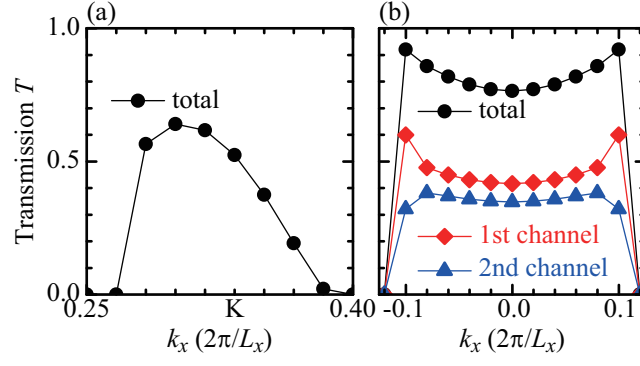 (a)
(b)
Transmission T
1.0
0.5
0.0
total
0.25
K
0.40
kx (2π/Lx)
total
1st channel
2nd channel
-0.1
0.0
0.1
kx (2π/Lx)